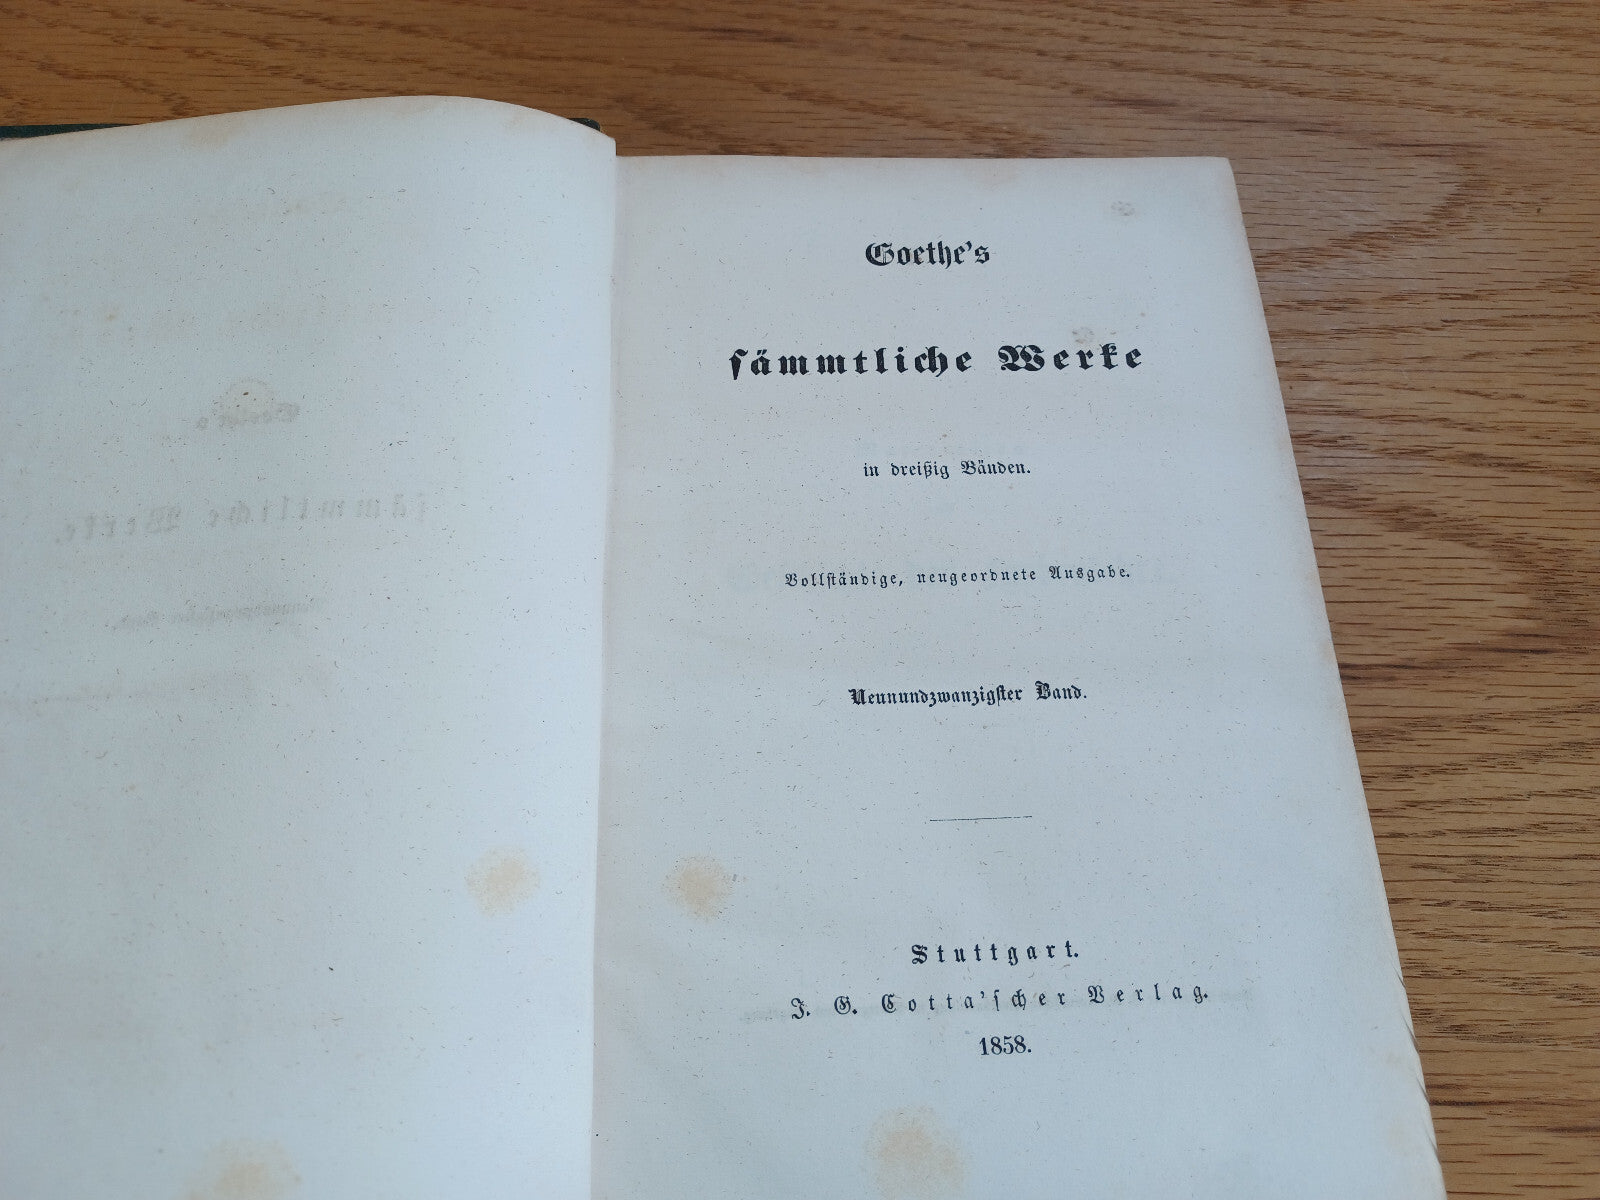 Goethe's
sämmtliche Werke
in dreißig Bänden.
Vollständige, neugeordnete Ausgabe.
Neunundzwanzigster Band.
Stuttgart.
J. G. Cotta'scher Verlag.
1858.